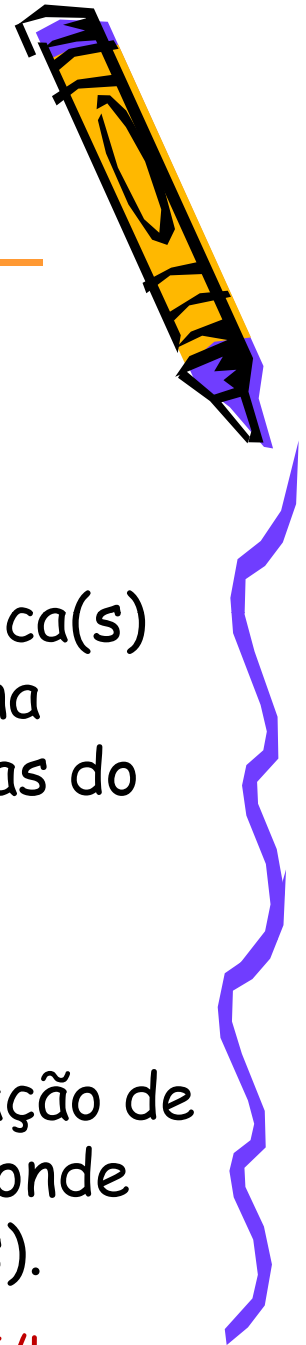 ca(s)
na
as do
ção de
onde
).